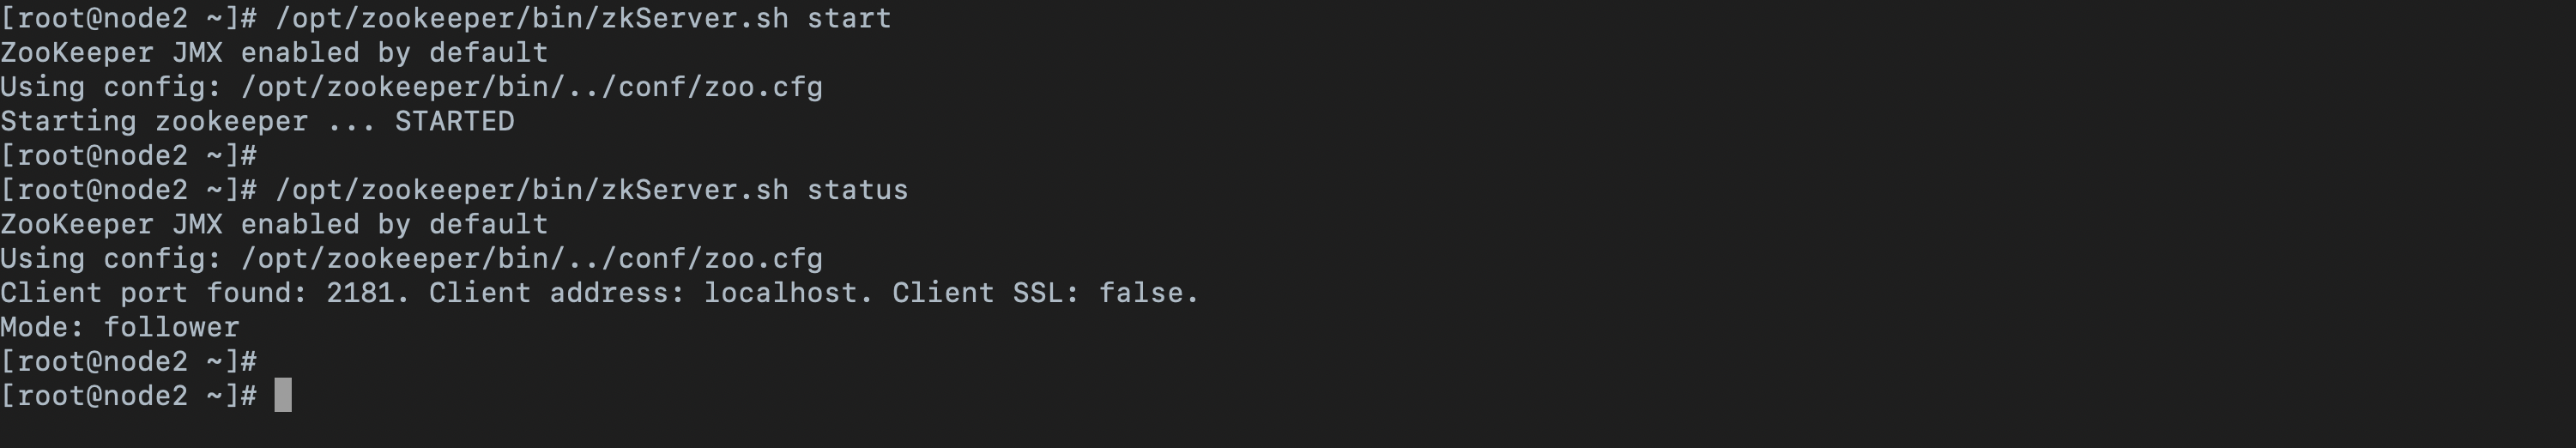 [root@node2 ~]# /opt/zookeeper/bin/zkServer.sh start
ZooKeeper JMX enabled by default
Using config: /opt/zookeeper/bin/../conf/zoo.cfg
Starting zookeeper ... STARTED
[root@node2 ~]#
[root@node2 ~]# /opt/zookeeper/bin/zkServer.sh status
ZooKeeper JMX enabled by default
Using config: /opt/zookeeper/bin/../conf/zoo.cfg
Client port found: 2181. Client address: localhost. Client SSL: false.
Mode: follower
[root@node2 ~]#
[root@node2 ~]#